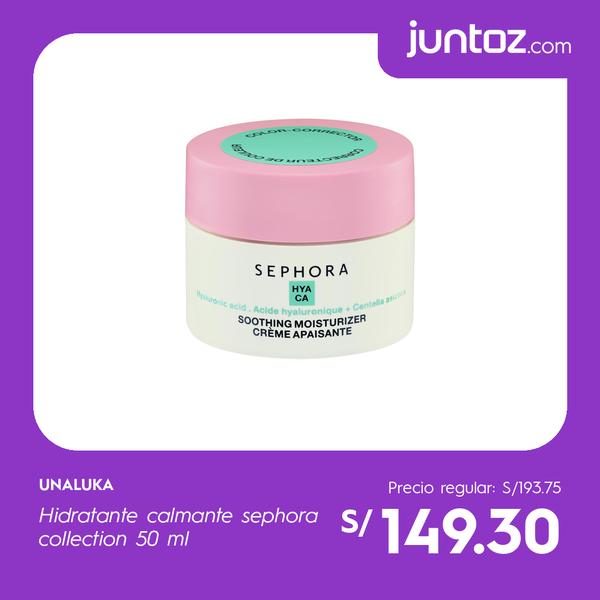 juntoz.com
COLOR-CORRECTOR
CORRECTEUR DE COULEUR
SEPHORA
HYA
CA
Hyaluronic acid . Acide hyaluronique + Centella asiatica
SOOTHING MOISTURIZER
CRÈME APAISANTE
UNALUKA
Hidratante calmante sephora
collection 50 ml
Precio regular: S/193.75
S/149.30